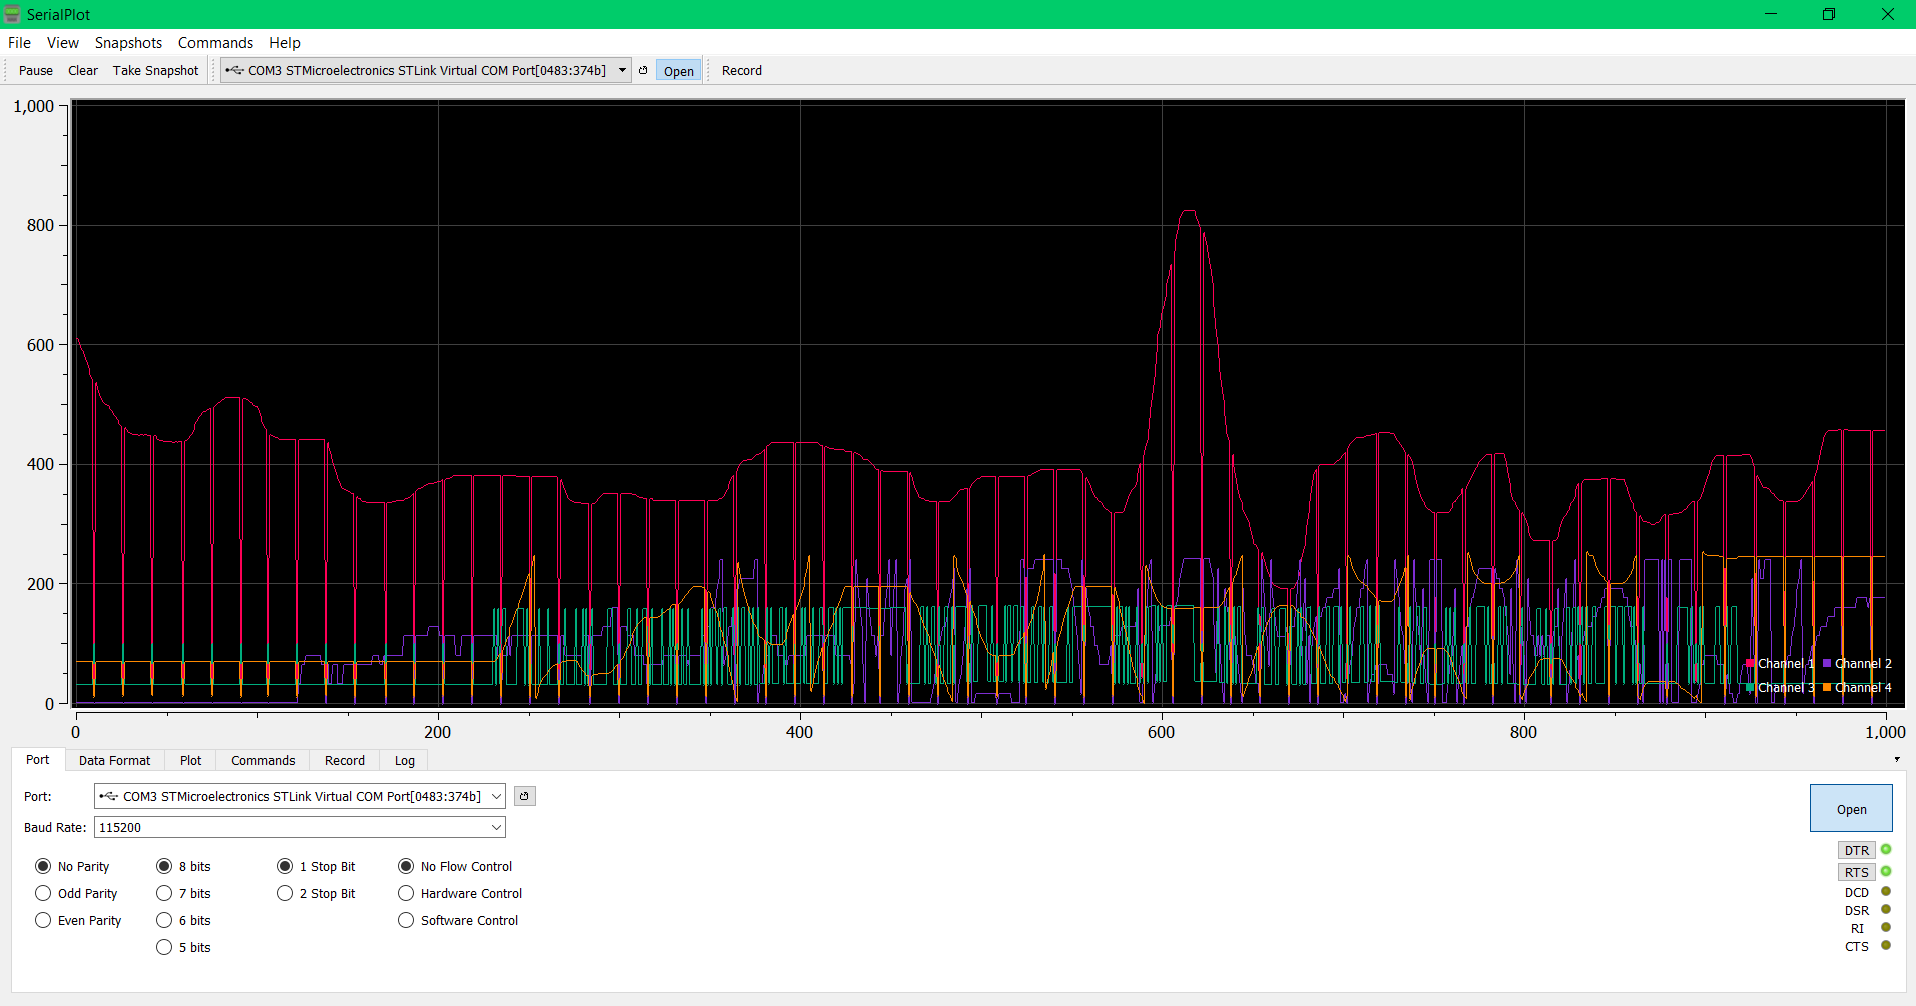 SerialPlot
File View Snapshots Commands Help
Pause Clear Take Snapshot COM3 STMicroelectronics STLink Virtual COM Port[0483:374b] Open Record
1,000
800
600
400
200
0
Channel 1 Channel 2
Channel 3 Channel 4
0 200 400 600 800 1,000
Port Data Format Plot Commands Record Log
Port: COM3 STMicroelectronics STLink Virtual COM Port[0483:374b]
Open
Baud Rate: 115200
No Parity 8 bits 1 Stop Bit No Flow Control
Odd Parity 7 bits 2 Stop Bit Hardware Control
Even Parity 6 bits Software Control
5 bits
DTR
RTS
DCD
DSR
RI
CTS